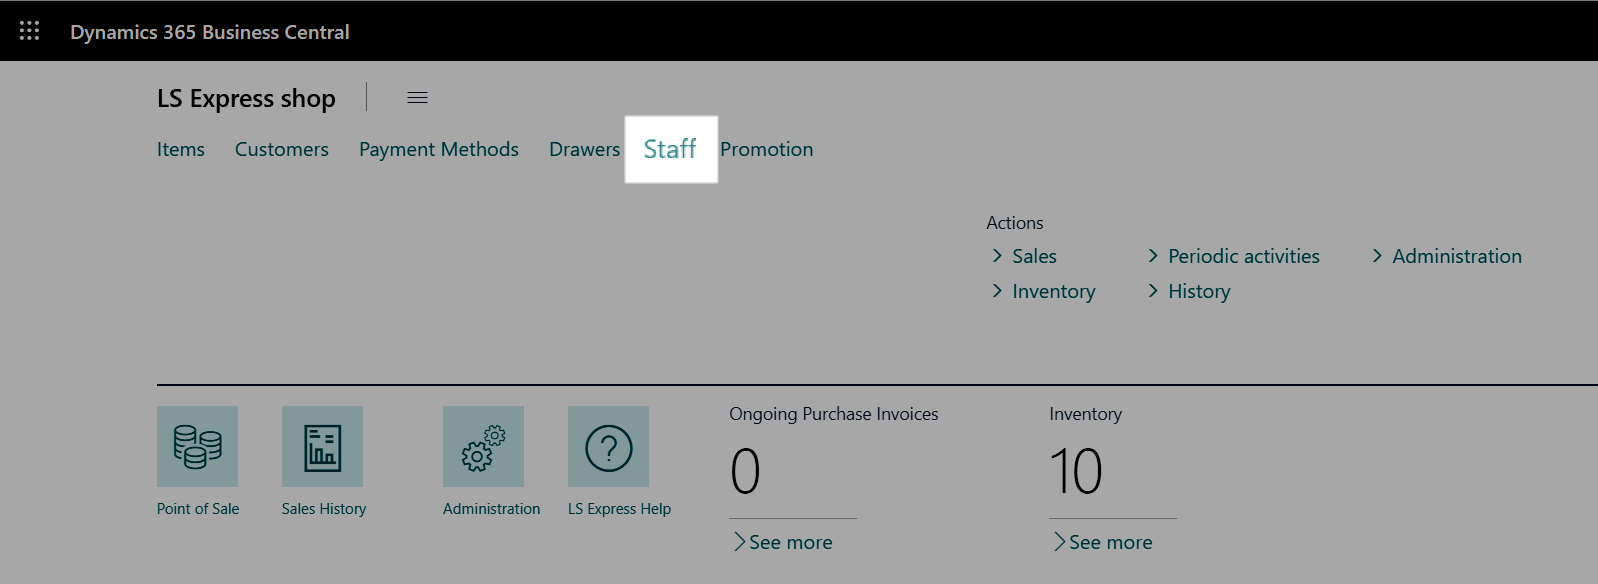 Dynamics 365 Business Central
LS Express shop
Items Customers Payment Methods Drawers Staff Promotion
Actions
Sales Periodic activities Administration
Inventory History
Ongoing Purchase Invoices Inventory
0 10
Point of Sale Sales History Administration LS Express Help
See more See more